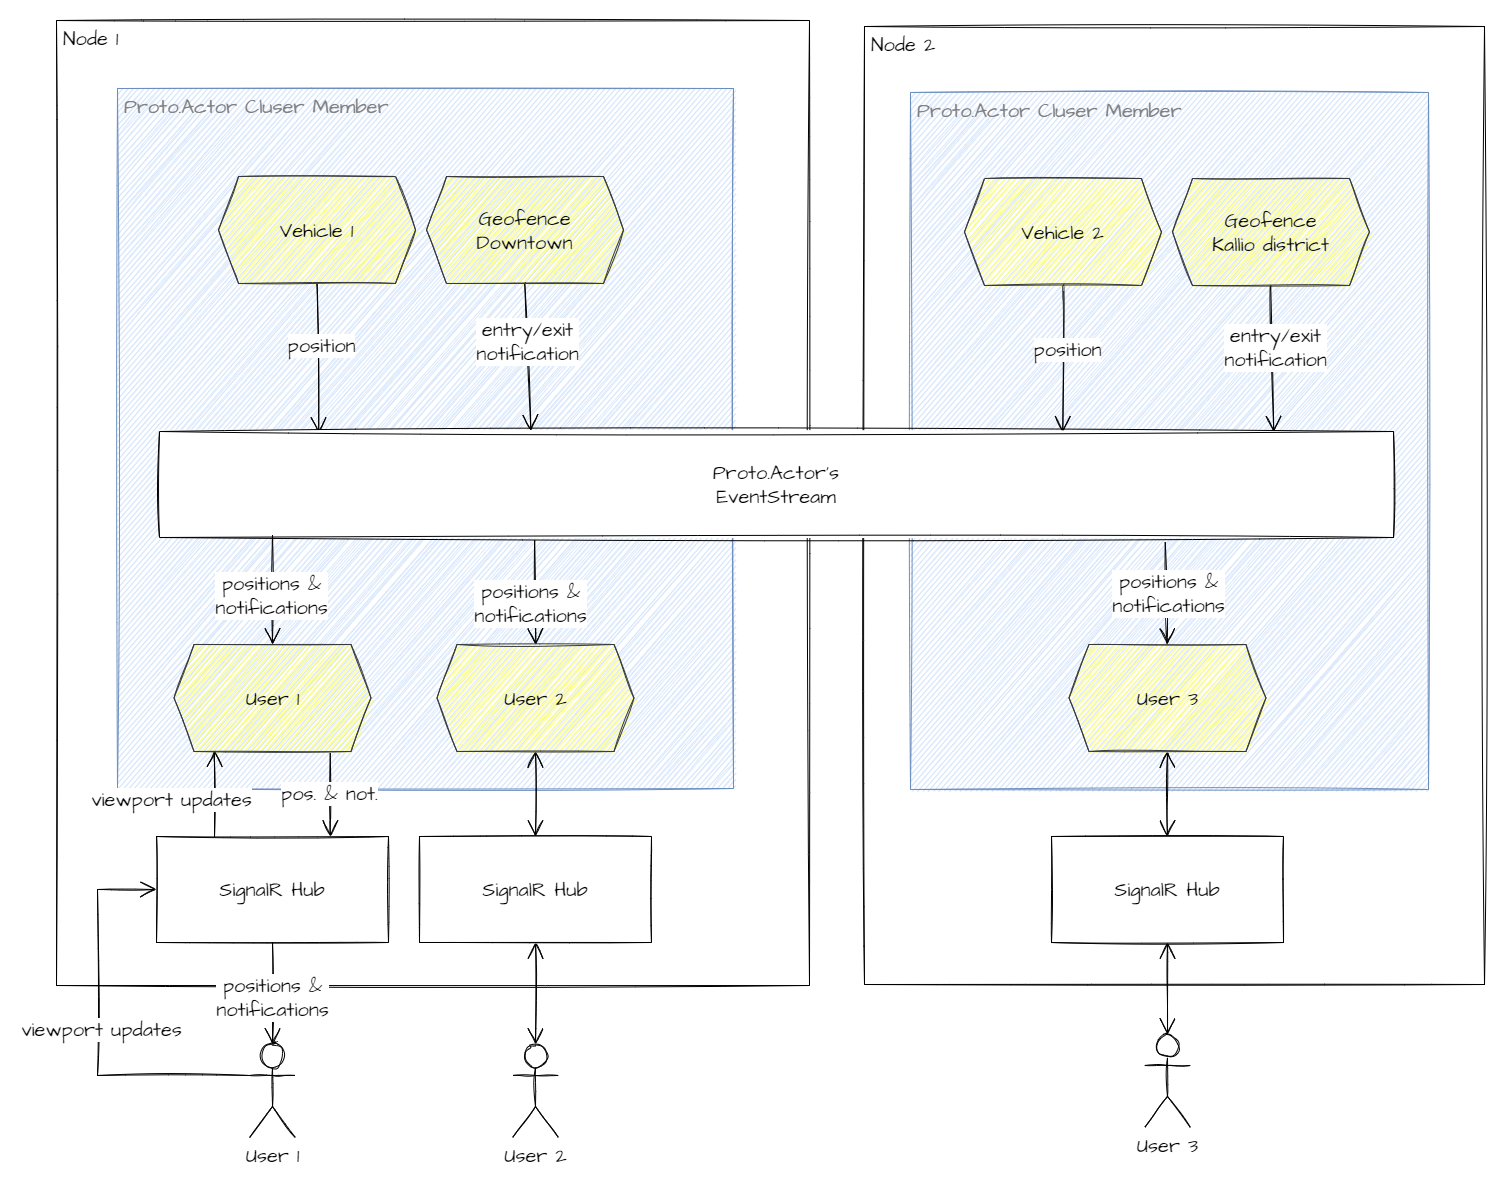 Node 1
Node 2
Proto.Actor Cluser Member
Proto.Actor Cluser Member
Vehicle 1
Geofence
Downtown
Vehicle 2
Geofence
Kallio district
position
entry/exit
notification
position
entry/exit
notification
Proto.Actor's
EventStream
positions &
notifications
positions &
notifications
positions &
notifications
User 1
User 2
User 3
viewport updates
pos. & not.
SignalR Hub
SignalR Hub
SignalR Hub
positions &
notifications
viewport updates
User 1
User 2
User 3